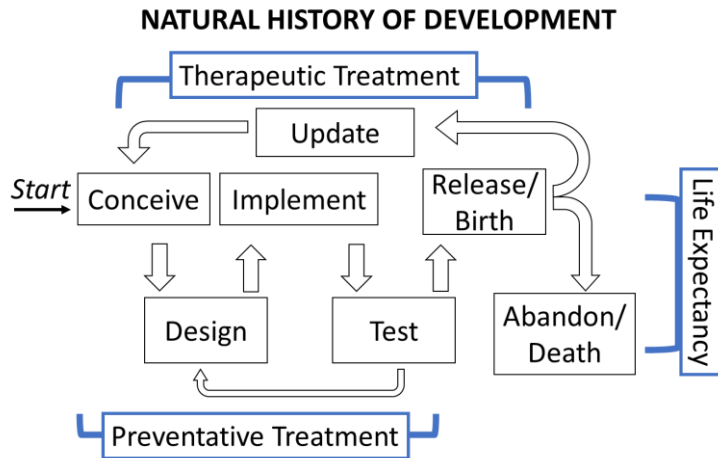 NATURAL HISTORY OF DEVELOPMENT
Therapeutic Treatment
Update
Start
Conceive
Implement
Release/
Birth
Life Expectancy
Design
Test
Abandon/
Death
Preventative Treatment